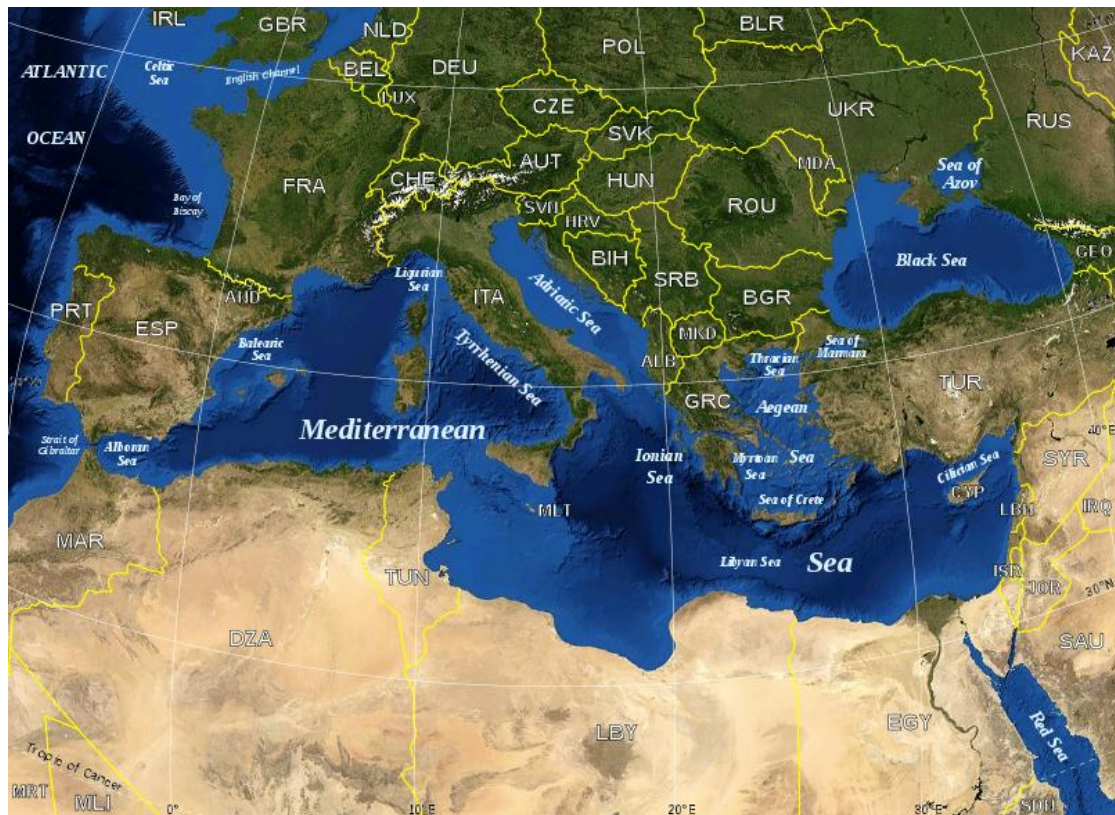 IRL
GBR
NLD
POL
BLR
KAZ
ATLANTIC
Celtic
Sea
English Channel
BEL
DEU
LUX
CZE
UKR
RUS
OCEAN
SVK
AUT
MDA
Sea of
Azov
FRA
CHE
HUN
Bay of
Biscay
SVN
HRV
ROU
BIH
GEO
Black Sea
Ligurian
Sea
ITA
Adriatic Sea
SRB
BGR
PRT
AND
ESP
MKD
Balearic
Sea
Tyrrhenian Sea
ALB
Thracian
Sea
Sea of
Marmara
TUR
GRC
Aegean
Sea
Mediterranean
Sea
40°E
Strait of
Gibraltar
Alboran
Sea
Ionian
Sea
Myrtoan
Sea
Cilician Sea
SYR
CYP
Sea of Crete
LBN
IRQ
MLT
MAR
TUN
Libyan Sea
ISR
JOR
30°N
DZA
SAU
LBY
EGY
Red Sea
Tropic of Cancer
MRT
MLI
0°
10°E
20°E
30°E
SDN